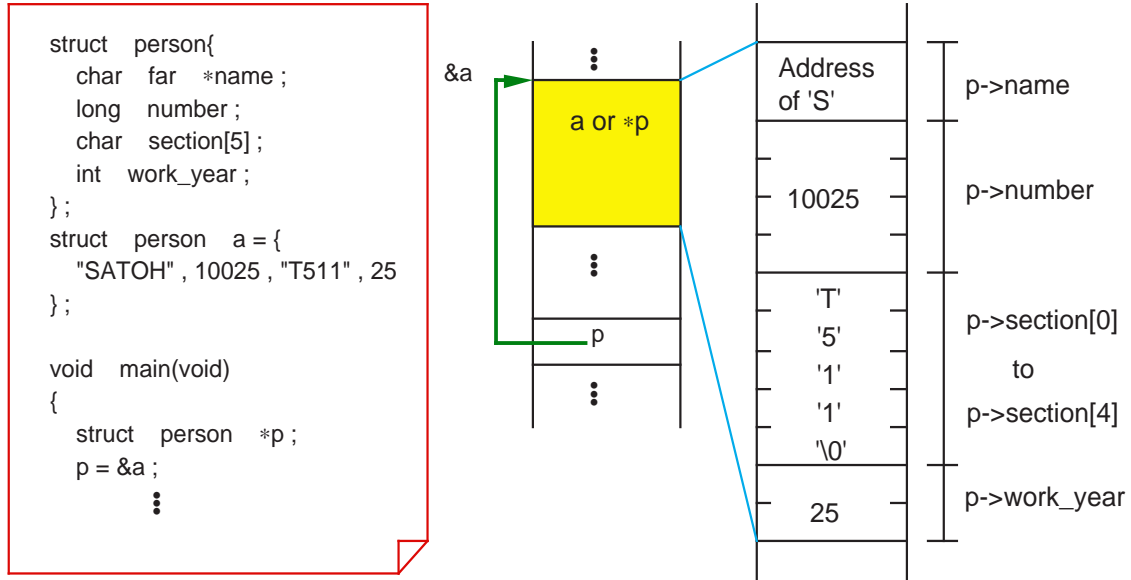 struct person{
char far *name ;
long number ;
char section[5] ;
int work_year ;
} ;
struct person a = {
"SATOH" , 10025 , "T511" , 25
} ;
void main(void)
{
struct person *p ;
p = &a ;
&a
a or *p
p
Address
of 'S'
10025
'T'
'5'
'1'
'1'
'\0'
25
p->name
p->number
p->section[0]
to
p->section[4]
p->work_year